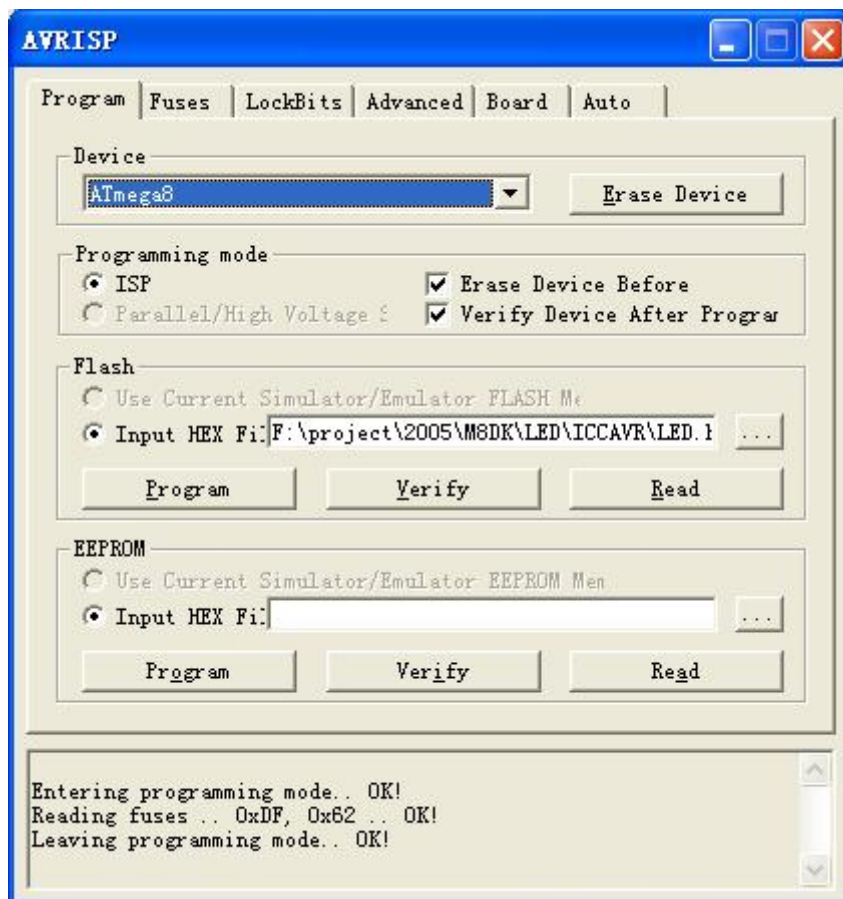 AVRISP
Program Fuses LockBits Advanced Board Auto
Device
ATmega8 Erase Device
Programming mode
ISP Erase Device Before
Parallel/High Voltage S Verify Device After Program
Flash
Use Current Simulator/Emulator FLASH Me
Input HEX Fil F:\project\2005\M8DK\LED\ICCAVR\LED.h ...
Program Verify Read
EEPROM
Use Current Simulator/Emulator EEPROM Mem
Input HEX Fil ...
Program Verify Read
Entering programming mode.. OK!
Reading fuses .. 0xDF, 0x62 .. OK!
Leaving programming mode.. OK!